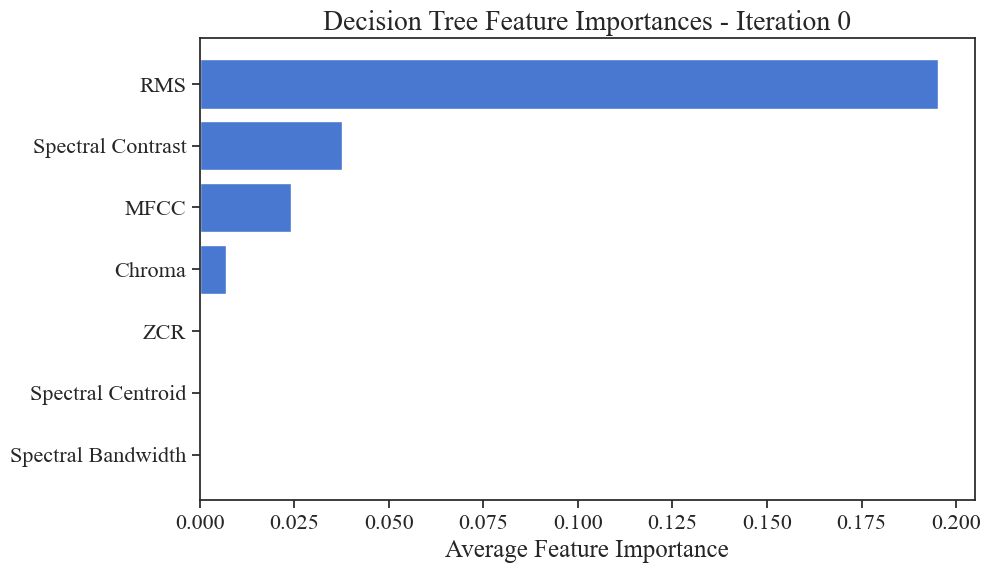 Decision Tree Feature Importances - Iteration 0
RMS
Spectral Contrast
MFCC
Chroma
ZCR
Spectral Centroid
Spectral Bandwidth
0.000 0.025 0.050 0.075 0.100 0.125 0.150 0.175 0.200
Average Feature Importance